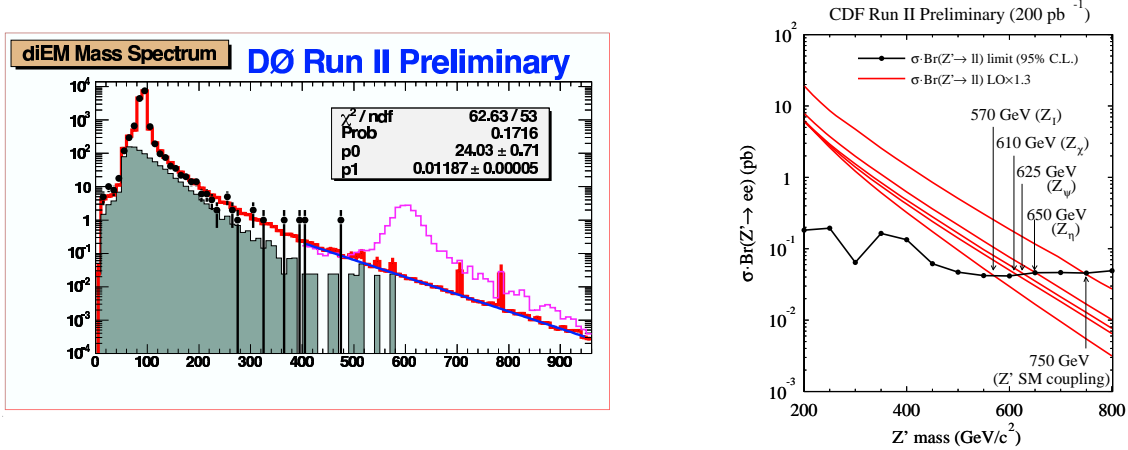 diEM Mass Spectrum
DØ Run II Preliminary
χ² / ndf 62.63 / 53
Prob 0.1716
p0 24.03 ± 0.71
p1 0.01187 ± 0.00005
10⁴
10³
10²
10
1
10⁻¹
10⁻²
10⁻³
10⁻⁴
0 100 200 300 400 500 600 700 800 900
CDF Run II Preliminary (200 pb⁻¹)
σ·Br(Z'→ ll) limit (95% C.L.)
σ·Br(Z'→ ll) LO×1.3
570 GeV (Z_I)
610 GeV (Z_χ)
625 GeV
(Z_ψ)
650 GeV
(Z_η)
750 GeV
(Z' SM coupling)
σ·Br(Z'→ ee) (pb)
10²
10¹
10⁰
10⁻¹
10⁻²
10⁻³
200 400 600 800
Z' mass (GeV/c²)